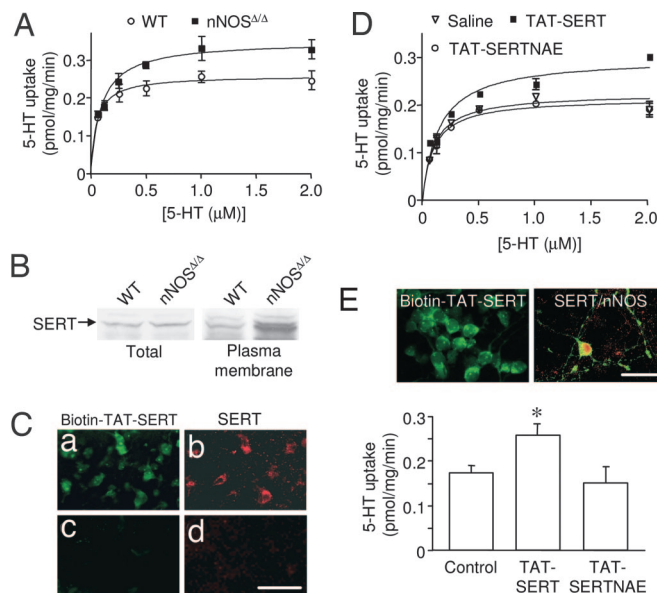 A
WT nNOSΔ/Δ
5-HT uptake
(pmol/mg/min)
0.4
0.3
0.2
0.1
0
0 0.5 1.0 1.5 2.0
[5-HT (μM)]
B
WT nNOSΔ/Δ WT nNOSΔ/Δ
SERT
Total
Plasma
membrane
C
Biotin-TAT-SERT SERT
a b
c d
D
Saline TAT-SERT
TAT-SERTNAE
5-HT uptake
(pmol/mg/min)
0.4
0.3
0.2
0.1
0
0 0.5 1.0 1.5 2.0
[5-HT (μM)]
E
Biotin-TAT-SERT SERT/nNOS
5-HT uptake
(pmol/mg/min)
0.3
0.2
0.1
0
*
Control TAT-
SERT TAT-
SERTNAE